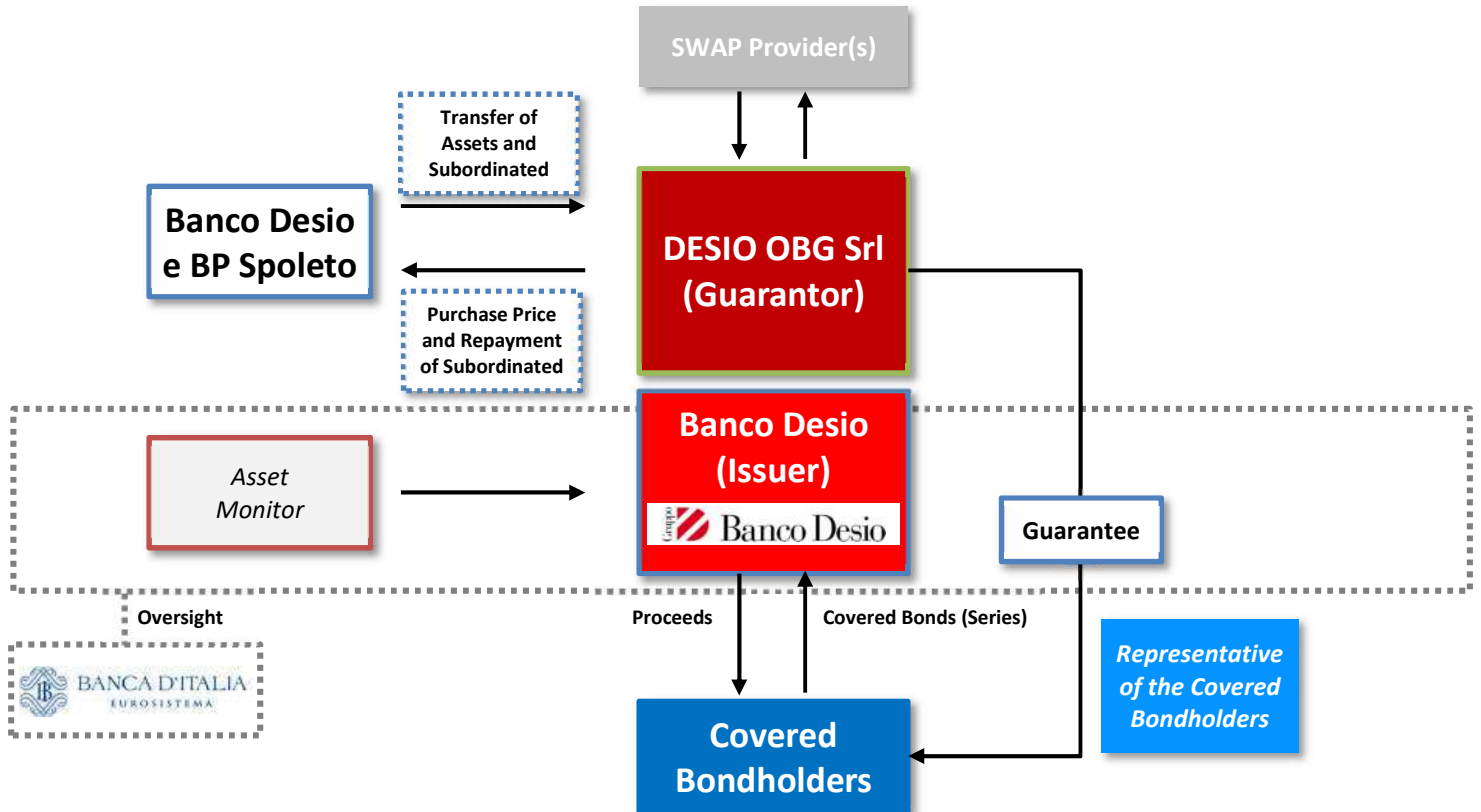 SWAP Provider(s)
Transfer of
Assets and
Subordinated
Banco Desio
e BP Spoleto
DESIO OBG Srl
(Guarantor)
Purchase Price
and Repayment
of Subordinated
Banco Desio
(Issuer)
Gruppo
Banco Desio
Asset
Monitor
Guarantee
Oversight
Proceeds
Covered Bonds (Series)
BANCA D'ITALIA
EUROSISTEMA
Representative
of the Covered
Bondholders
Covered
Bondholders